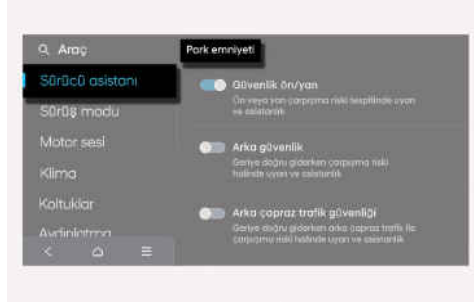 Araç
Park emniyeti
Sürücü asistanı
Sürüş modu
Motor sesi
Klima
Koltuklar
Aydınlatma
Güvenlik ön/yan
Ön veya yan çarpışma riski tespitinde uyarı
ve asistanlık
Arka güvenlik
Geriye doğru giderken çarpışma riski
halinde uyarı ve asistanlık
Arka çapraz trafik güvenliği
Geriye doğru giderken arka çapraz trafik ile
çarpışma riski halinde uyarı ve asistanlık